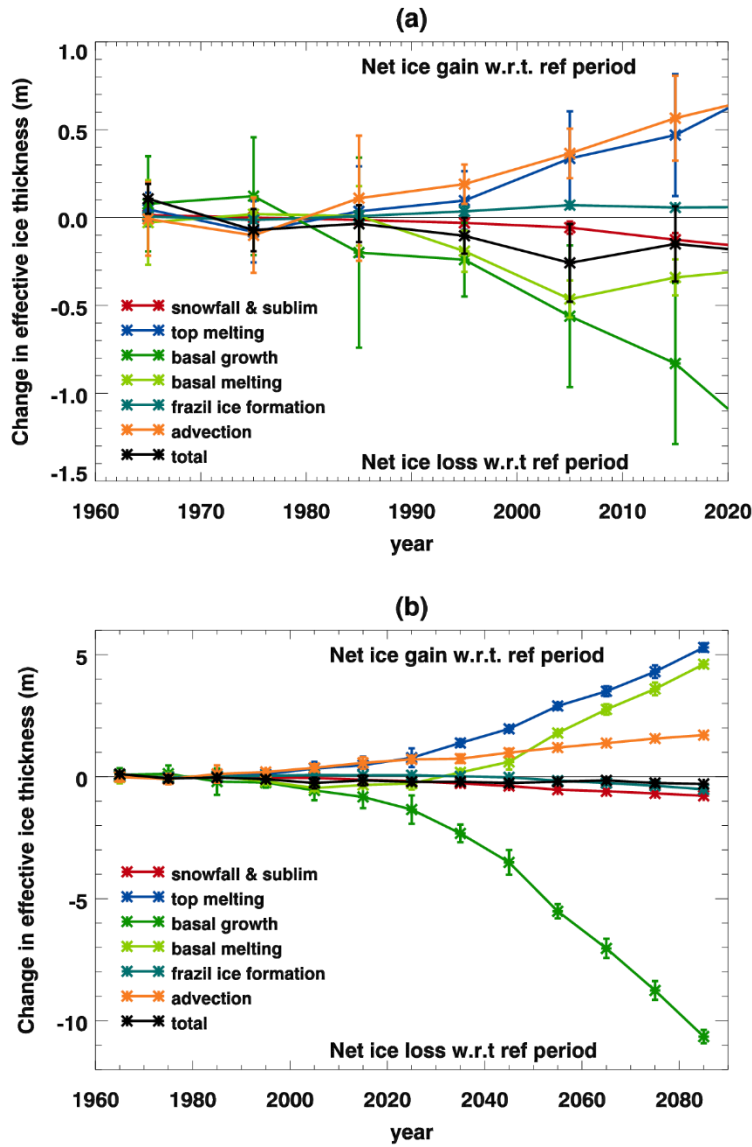 (a)
Net ice gain w.r.t. ref period
Change in effective ice thickness (m)
1.0
0.5
0.0
-0.5
-1.0
-1.5
snowfall & sublim
top melting
basal growth
basal melting
frazil ice formation
advection
total
Net ice loss w.r.t ref period
1960 1970 1980 1990 2000 2010 2020
year
(b)
Net ice gain w.r.t. ref period
Change in effective ice thickness (m)
5
0
-5
-10
snowfall & sublim
top melting
basal growth
basal melting
frazil ice formation
advection
total
Net ice loss w.r.t ref period
1960 1980 2000 2020 2040 2060 2080
year